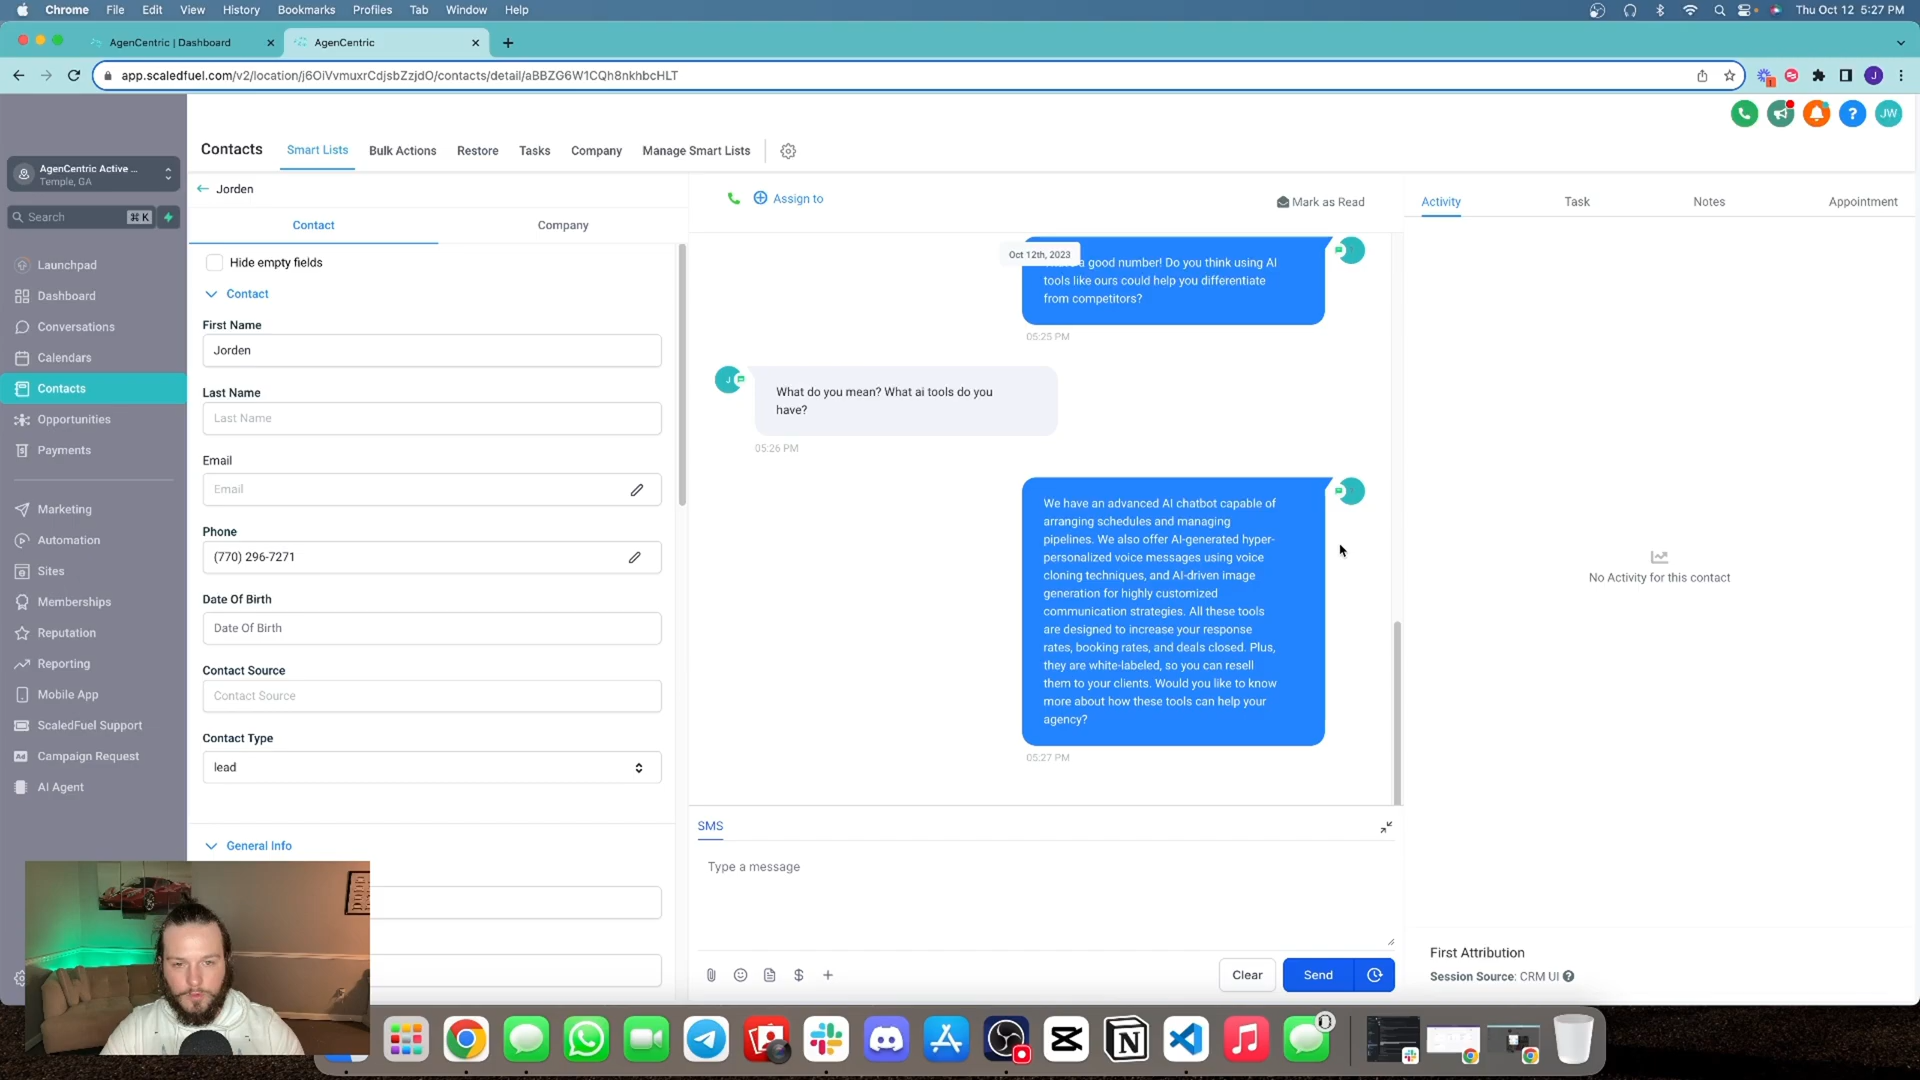 Chrome File Edit View History Bookmarks Profiles Tab Window Help
Thu Oct 12 5:27 PM
AgenCentric | Dashboard
AgenCentric
app.scaledfuel.com/v2/location/j6OiVvmuxrCdjsbZzjdO/contacts/detail/aBBZG6W1CQh8nkhbcHLT
J
JW
AgenCentric Active ...
Temple, GA
Search ⌘ K
Launchpad
Dashboard
Conversations
Calendars
Contacts
Opportunities
Payments
Marketing
Automation
Sites
Memberships
Reputation
Reporting
Mobile App
ScaledFuel Support
Campaign Request
AI Agent
Contacts
Smart Lists
Bulk Actions
Restore
Tasks
Company
Manage Smart Lists
Jorden
Contact
Company
Hide empty fields
Contact
First Name
Jorden
Last Name
Last Name
Email
Email
Phone
(770) 296-7271
Date Of Birth
Date Of Birth
Contact Source
Contact Source
Contact Type
lead
General Info
Assign to
Mark as Read
Oct 12th, 2023
a good number! Do you think using AI
tools like ours could help you differentiate
from competitors?
05:25 PM
J
What do you mean? What ai tools do you
have?
05:26 PM
We have an advanced AI chatbot capable of
arranging schedules and managing
pipelines. We also offer AI-generated hyper-
personalized voice messages using voice
cloning techniques, and AI-driven image
generation for highly customized
communication strategies. All these tools
are designed to increase your response
rates, booking rates, and deals closed. Plus,
they are white-labeled, so you can resell
them to your clients. Would you like to know
more about how these tools can help your
agency?
05:27 PM
SMS
Type a message
Clear
Send
Activity
Task
Notes
Appointment
No Activity for this contact
First Attribution
Session Source: CRM UI